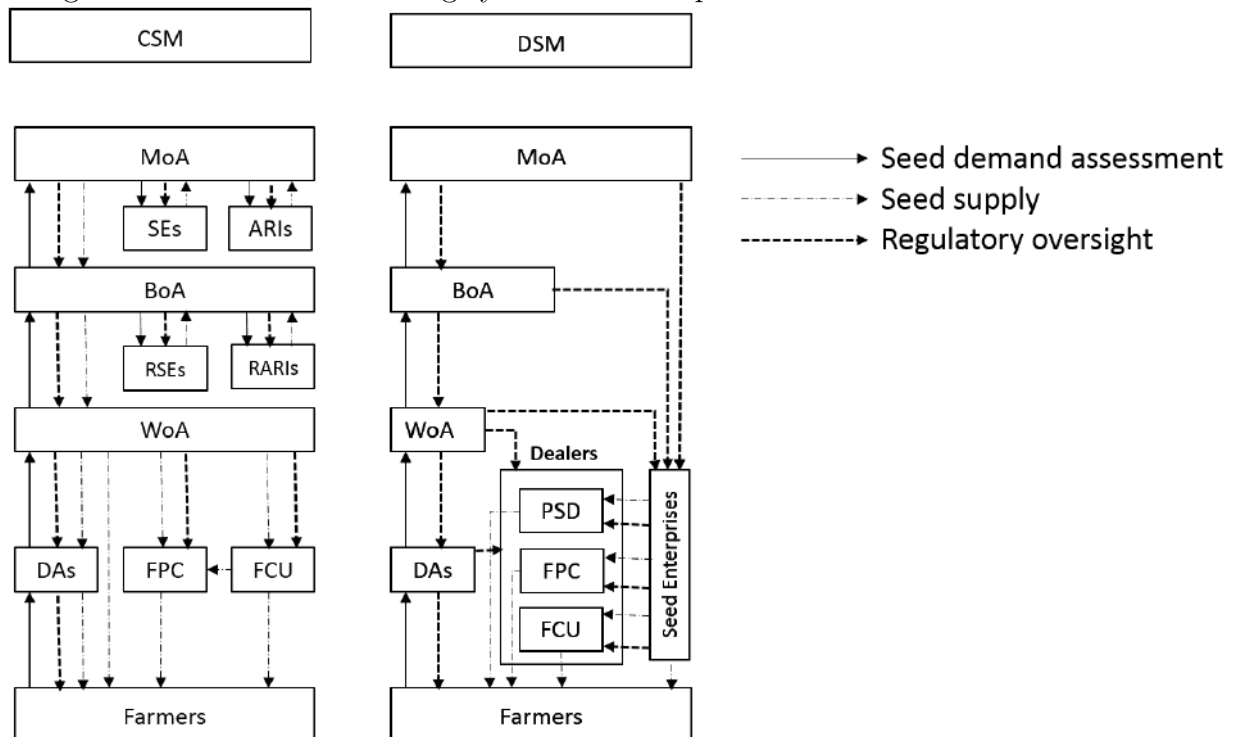 CSM
DSM
MoA
MoA
Seed demand assessment
Seed supply
Regulatory oversight
SEs
ARIs
BoA
BoA
RSEs
RARIs
WoA
WoA
Dealers
PSD
Seed Enterprises
DAs
FPC
FCU
DAs
FPC
FCU
Farmers
Farmers